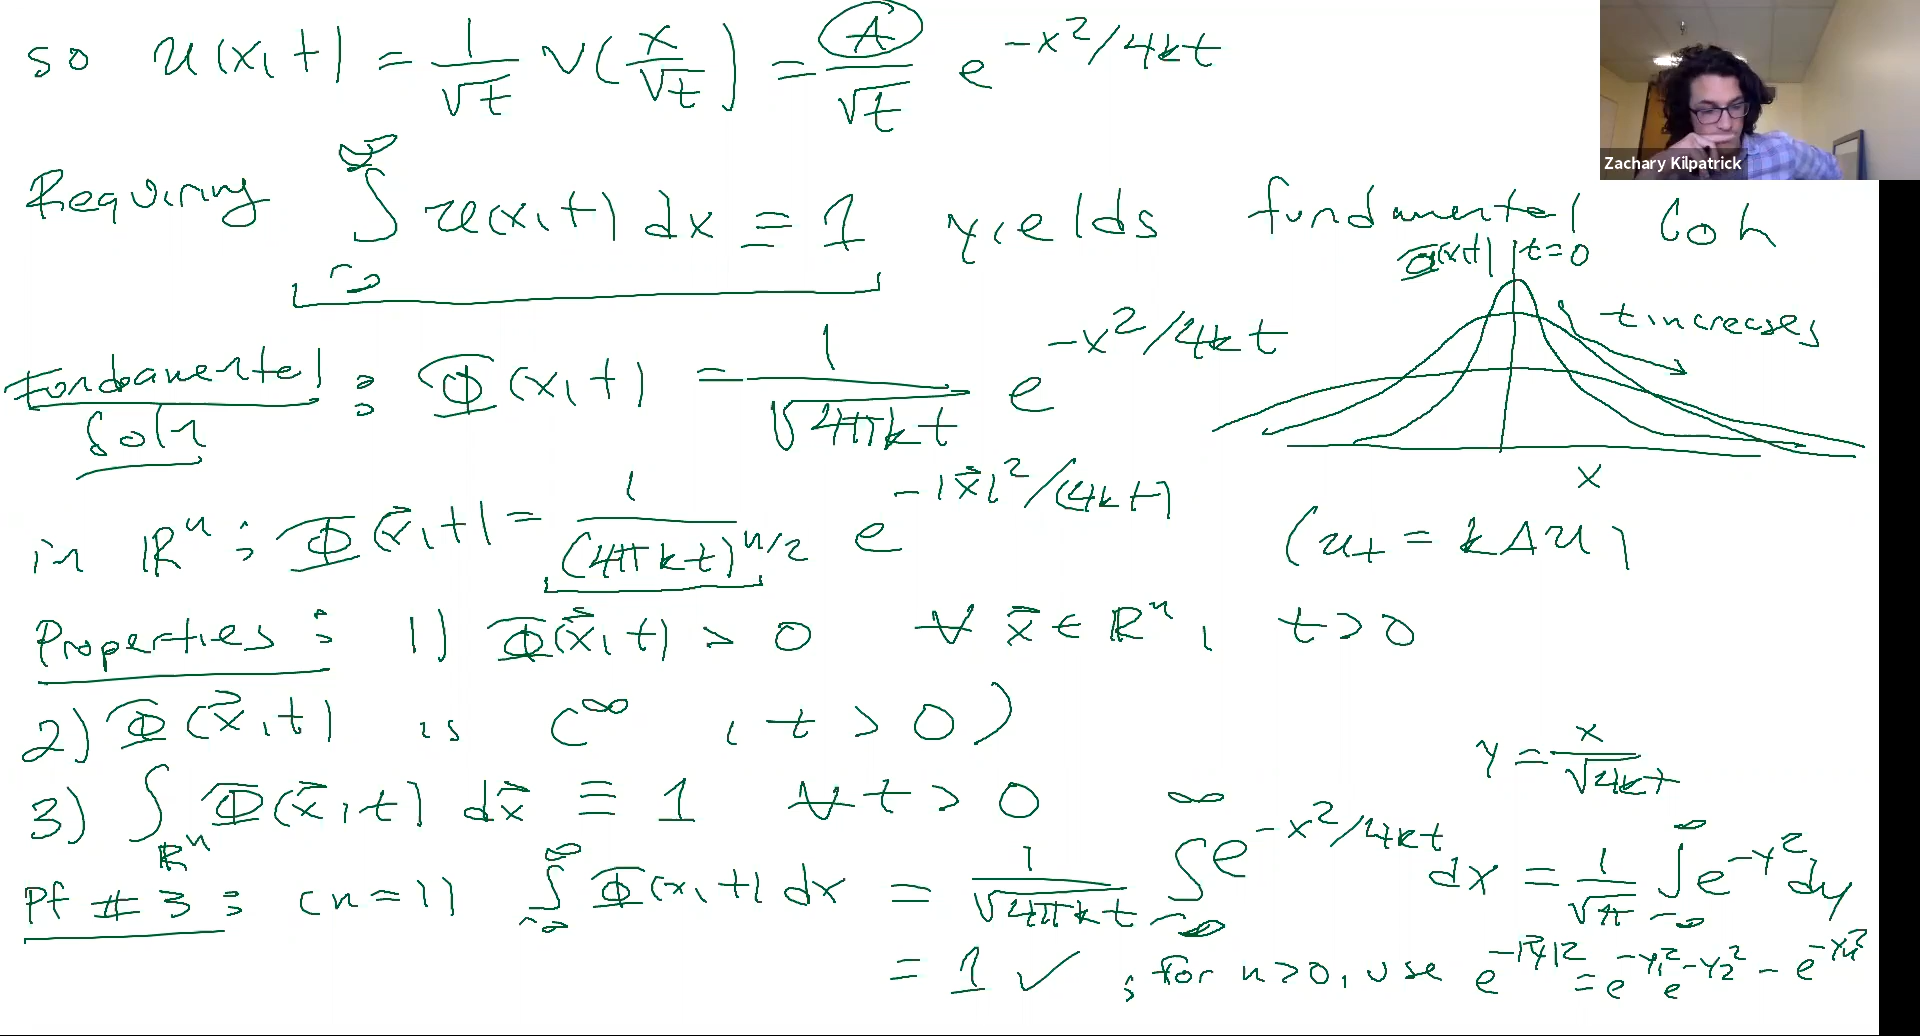 so u(x,t) = 1/√t v(x/√t) = A/√t e^{-x²/4kt}
Zachary Kilpatrick
Requiring ∫_{-∞}^{∞} u(x,t) dx = 1 yields fundamental soln
Φ(x,t) | t=0
t increases
x
Fundamental Soln : Φ(x,t) = 1/√(4πkt) e^{-x²/4kt}
in ℝⁿ : Φ(x⃗,t) = 1/(4πkt)^{n/2} e^{-|x⃗|²/(4kt)} (u_t = kΔu)
Properties : 1) Φ(x⃗,t) > 0 ∀ x⃗ ∈ ℝⁿ, t > 0
2) Φ(x⃗,t) is C^∞ (t > 0)
3) ∫_{ℝⁿ} Φ(x⃗,t) dx⃗ ≡ 1 ∀ t > 0
y = x/√(4kt)
Pf #3 : (n=1) ∫_{-∞}^{∞} Φ(x,t) dx = 1/√(4πkt) ∫_{-∞}^{∞} e^{-x²/4kt} dx = 1/√π ∫_{-∞}^{∞} e^{-y²} dy
= 1 ✓ ; for n>0, use e^{-|y⃗|²} = e^{-y₁²} e^{-y₂²} - e^{-yₙ²}